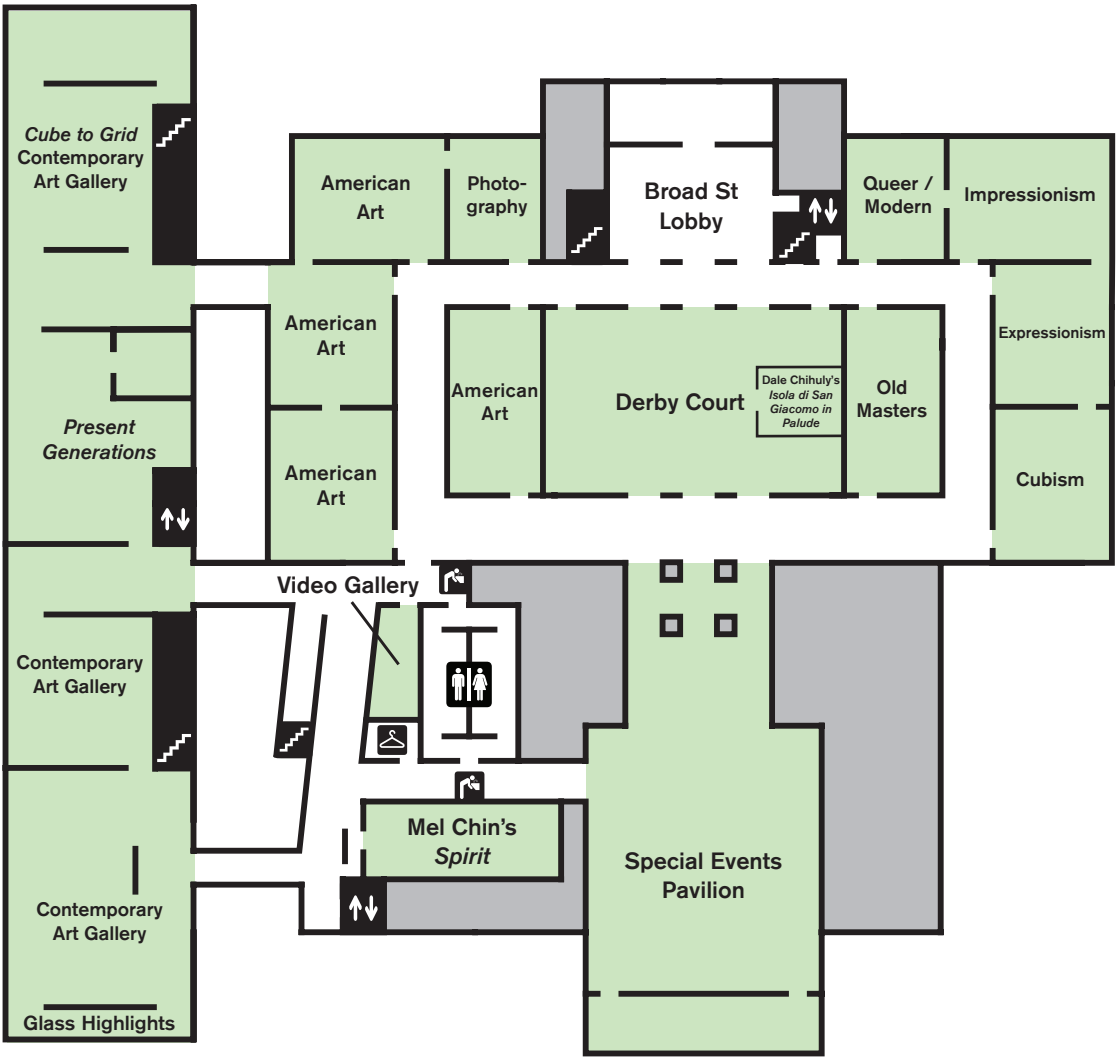 Cube to Grid
Contemporary
Art Gallery
American
Art
Photo-
graphy
Broad St
Lobby
Queer /
Modern
Impressionism
American
Art
Expressionism
American
Art
Derby Court
Dale Chihuly's
Isola di San
Giacomo in
Palude
Old
Masters
Present
Generations
American
Art
Cubism
Video Gallery
Contemporary
Art Gallery
Mel Chin's
Spirit
Special Events
Pavilion
Contemporary
Art Gallery
Glass Highlights